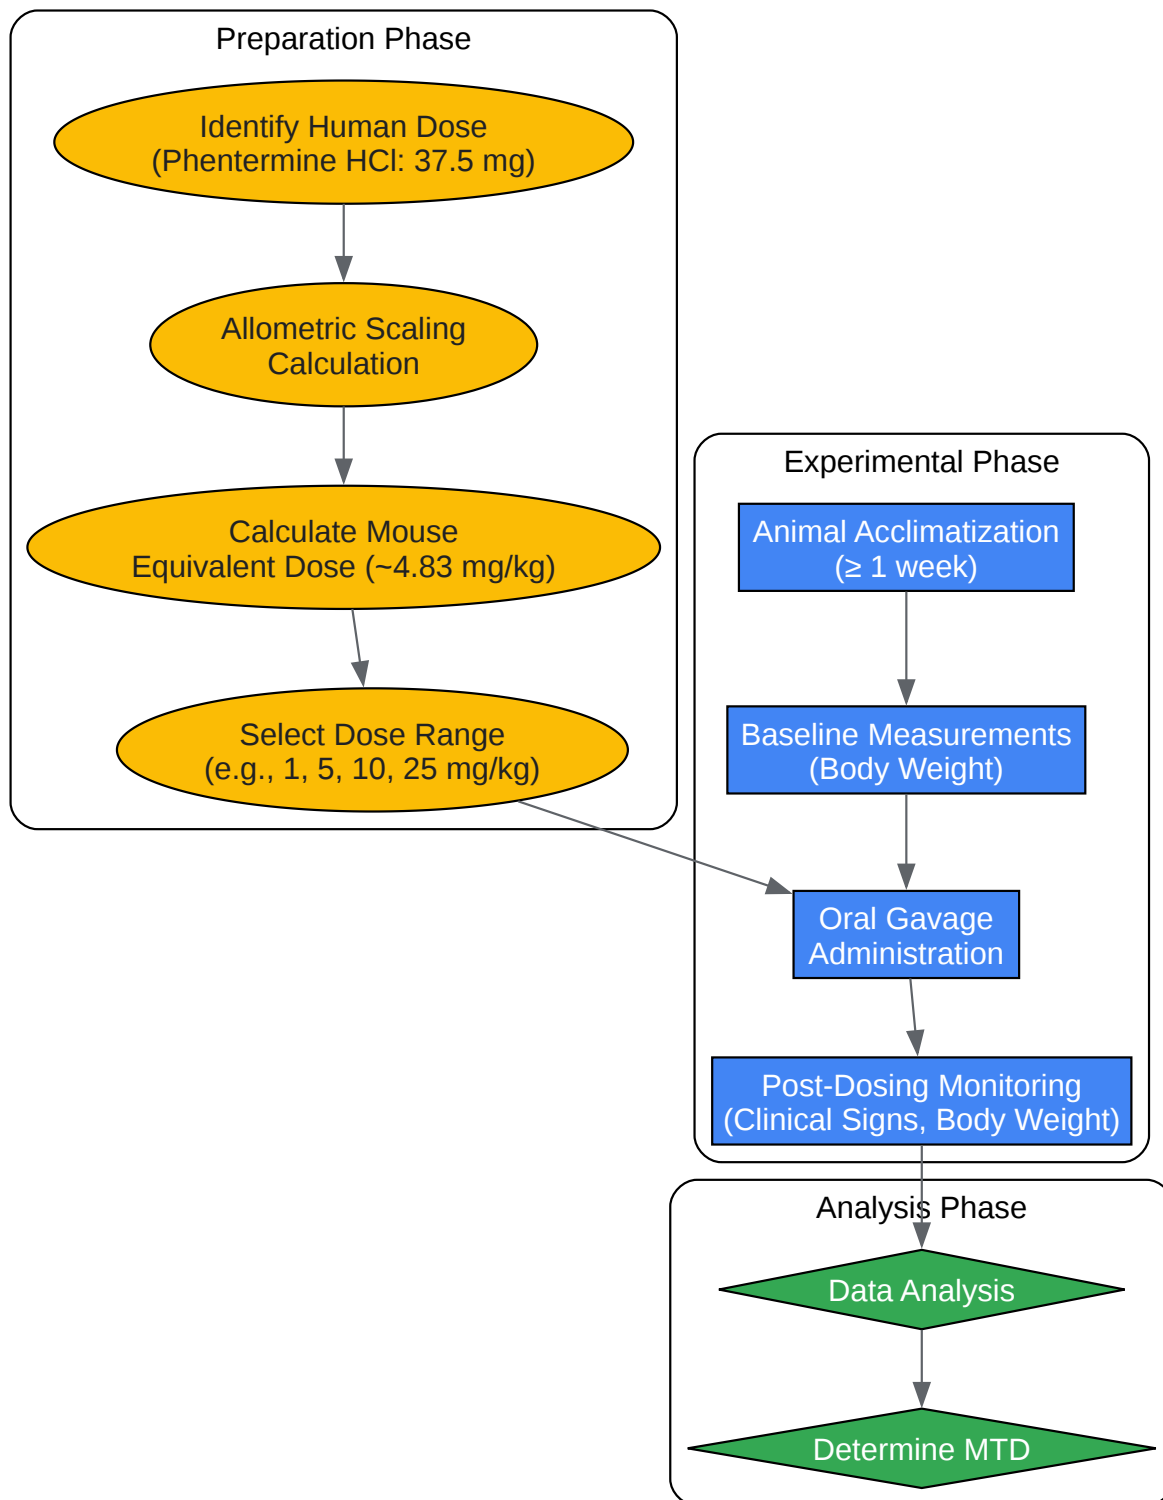 Preparation Phase
Identify Human Dose
(Phentermine HCl: 37.5 mg)
Allometric Scaling
Calculation
Calculate Mouse
Equivalent Dose (~4.83 mg/kg)
Select Dose Range
(e.g., 1, 5, 10, 25 mg/kg)
Experimental Phase
Animal Acclimatization
(≥ 1 week)
Baseline Measurements
(Body Weight)
Oral Gavage
Administration
Post-Dosing Monitoring
(Clinical Signs, Body Weight)
Analysis Phase
Data Analysis
Determine MTD